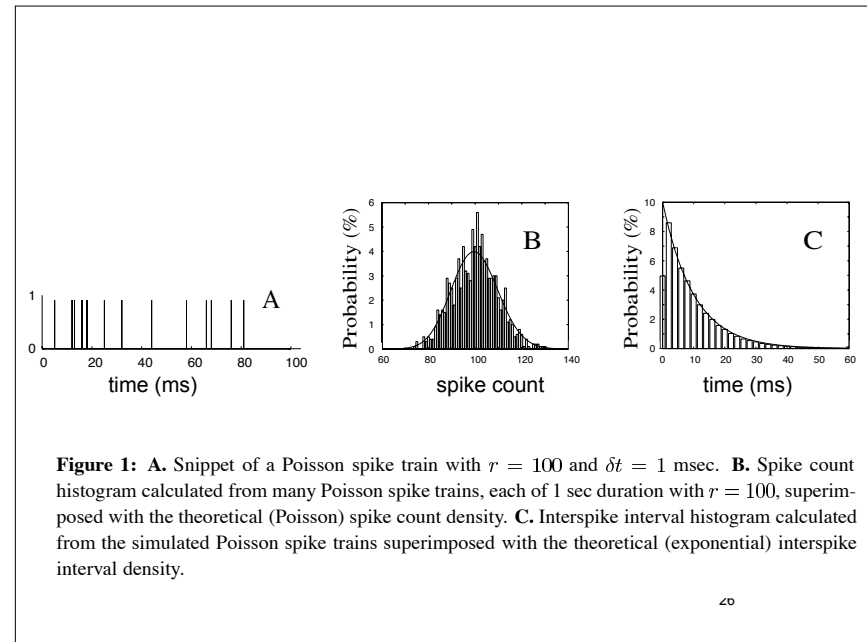 A
1
0
0 20 40 60 80 100
time (ms)
B
Probability (%)
6
5
4
3
2
1
0
60 80 100 120 140
spike count
C
Probability (%)
10
8
6
4
2
0
0 10 20 30 40 50 60
time (ms)
Figure 1: A. Snippet of a Poisson spike train with r = 100 and δt = 1 msec. B. Spike count
histogram calculated from many Poisson spike trains, each of 1 sec duration with r = 100, superim-
posed with the theoretical (Poisson) spike count density. C. Interspike interval histogram calculated
from the simulated Poisson spike trains superimposed with the theoretical (exponential) interspike
interval density.
26